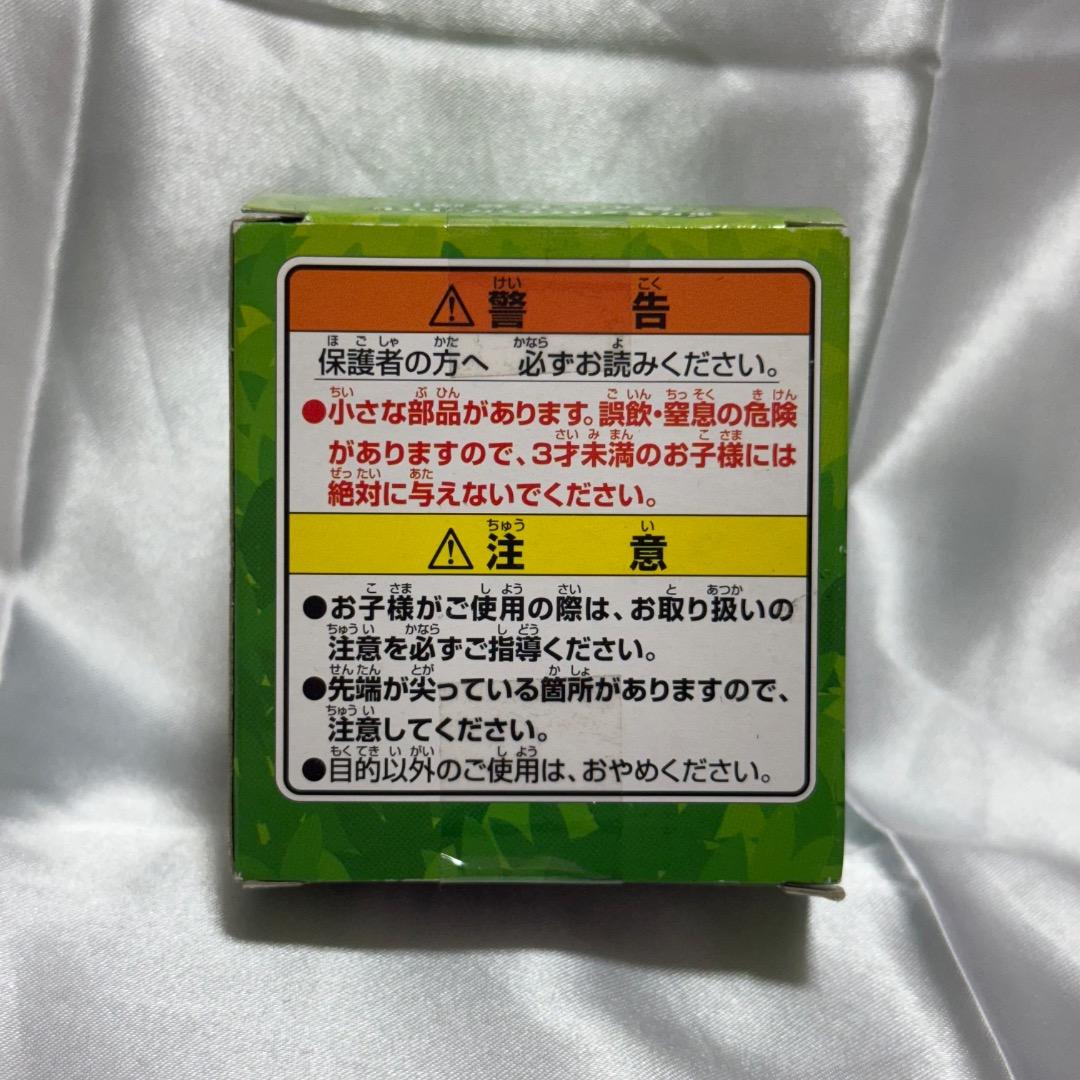 ⚠警告
保護者の方へ 必ずお読みください。
●小さな部品があります。誤飲・窒息の危険
がありますので、3才未満のお子様には
絶対に与えないでください。
⚠注意
●お子様がご使用の際は、お取り扱いの
注意を必ずご指導ください。
●先端が尖っている箇所がありますので、
注意してください。
●目的以外のご使用は、おやめください。